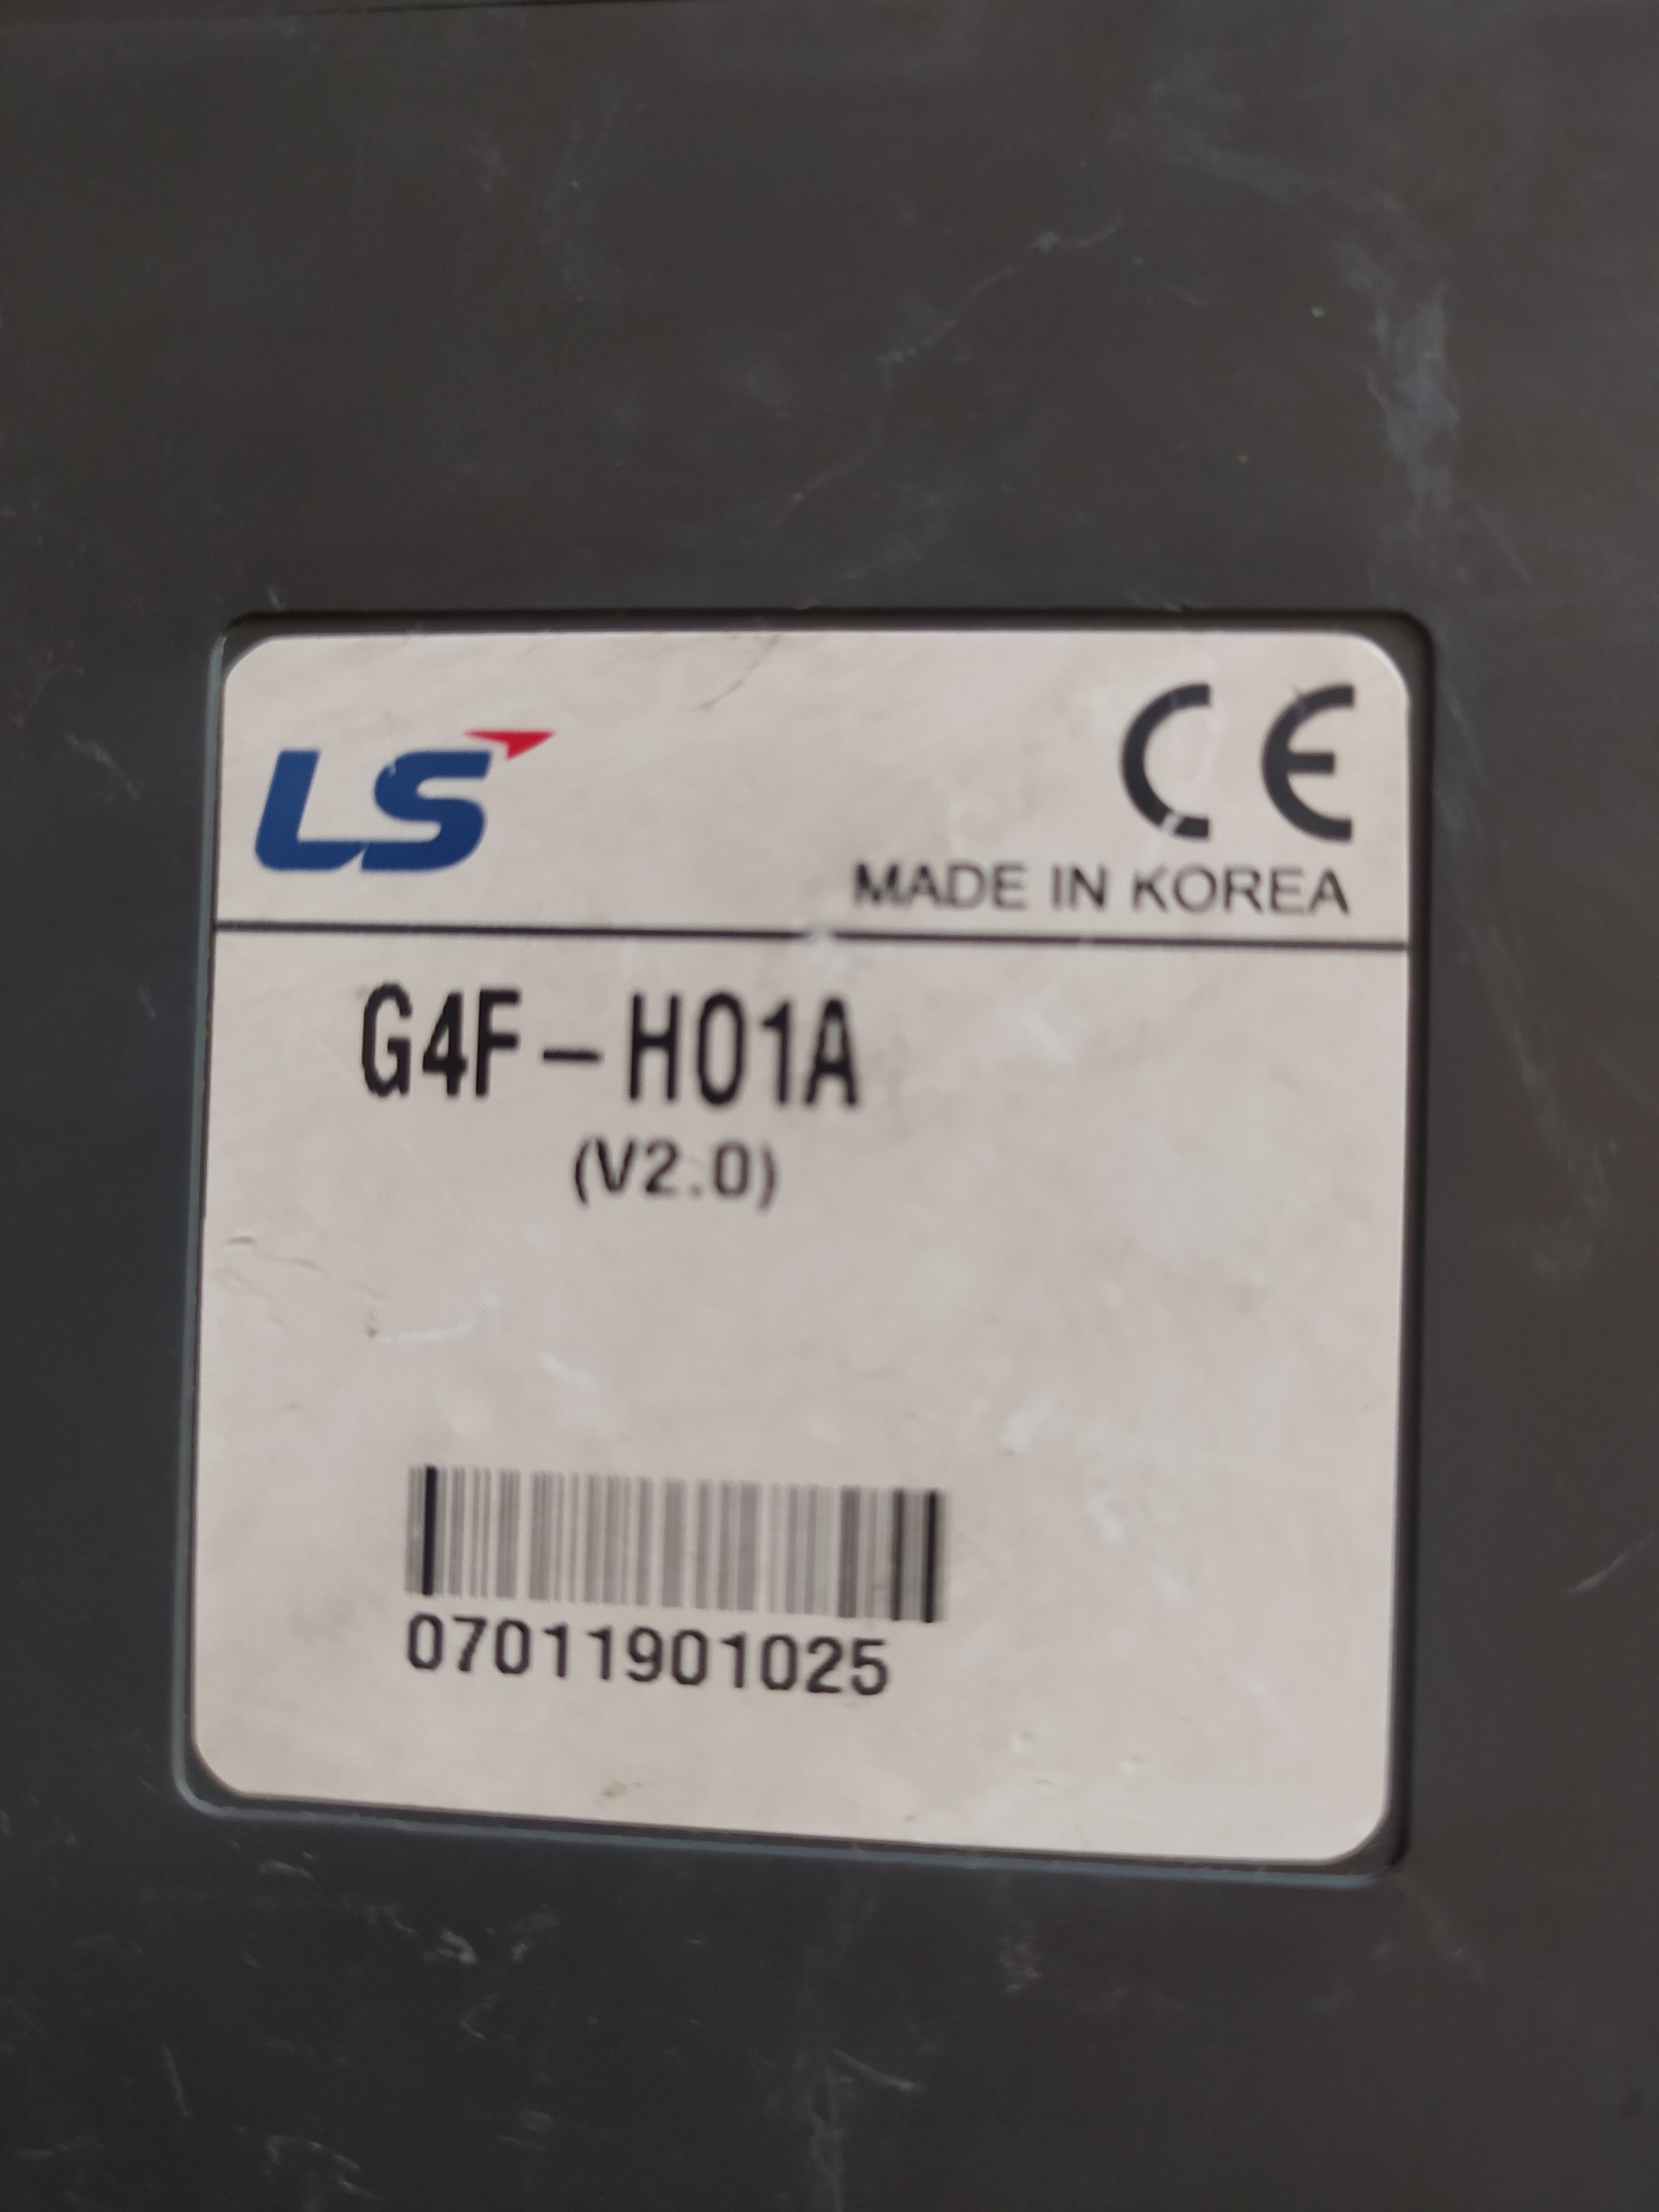 LS
CE
MADE IN KOREA
G4F-H01A
(V2.0)
07011901025